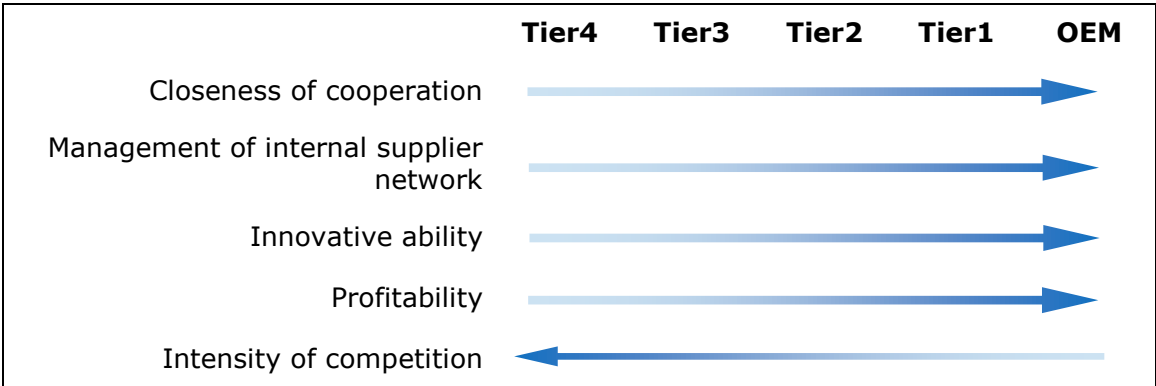 Tier4 Tier3 Tier2 Tier1 OEM
Closeness of cooperation
Management of internal supplier
network
Innovative ability
Profitability
Intensity of competition